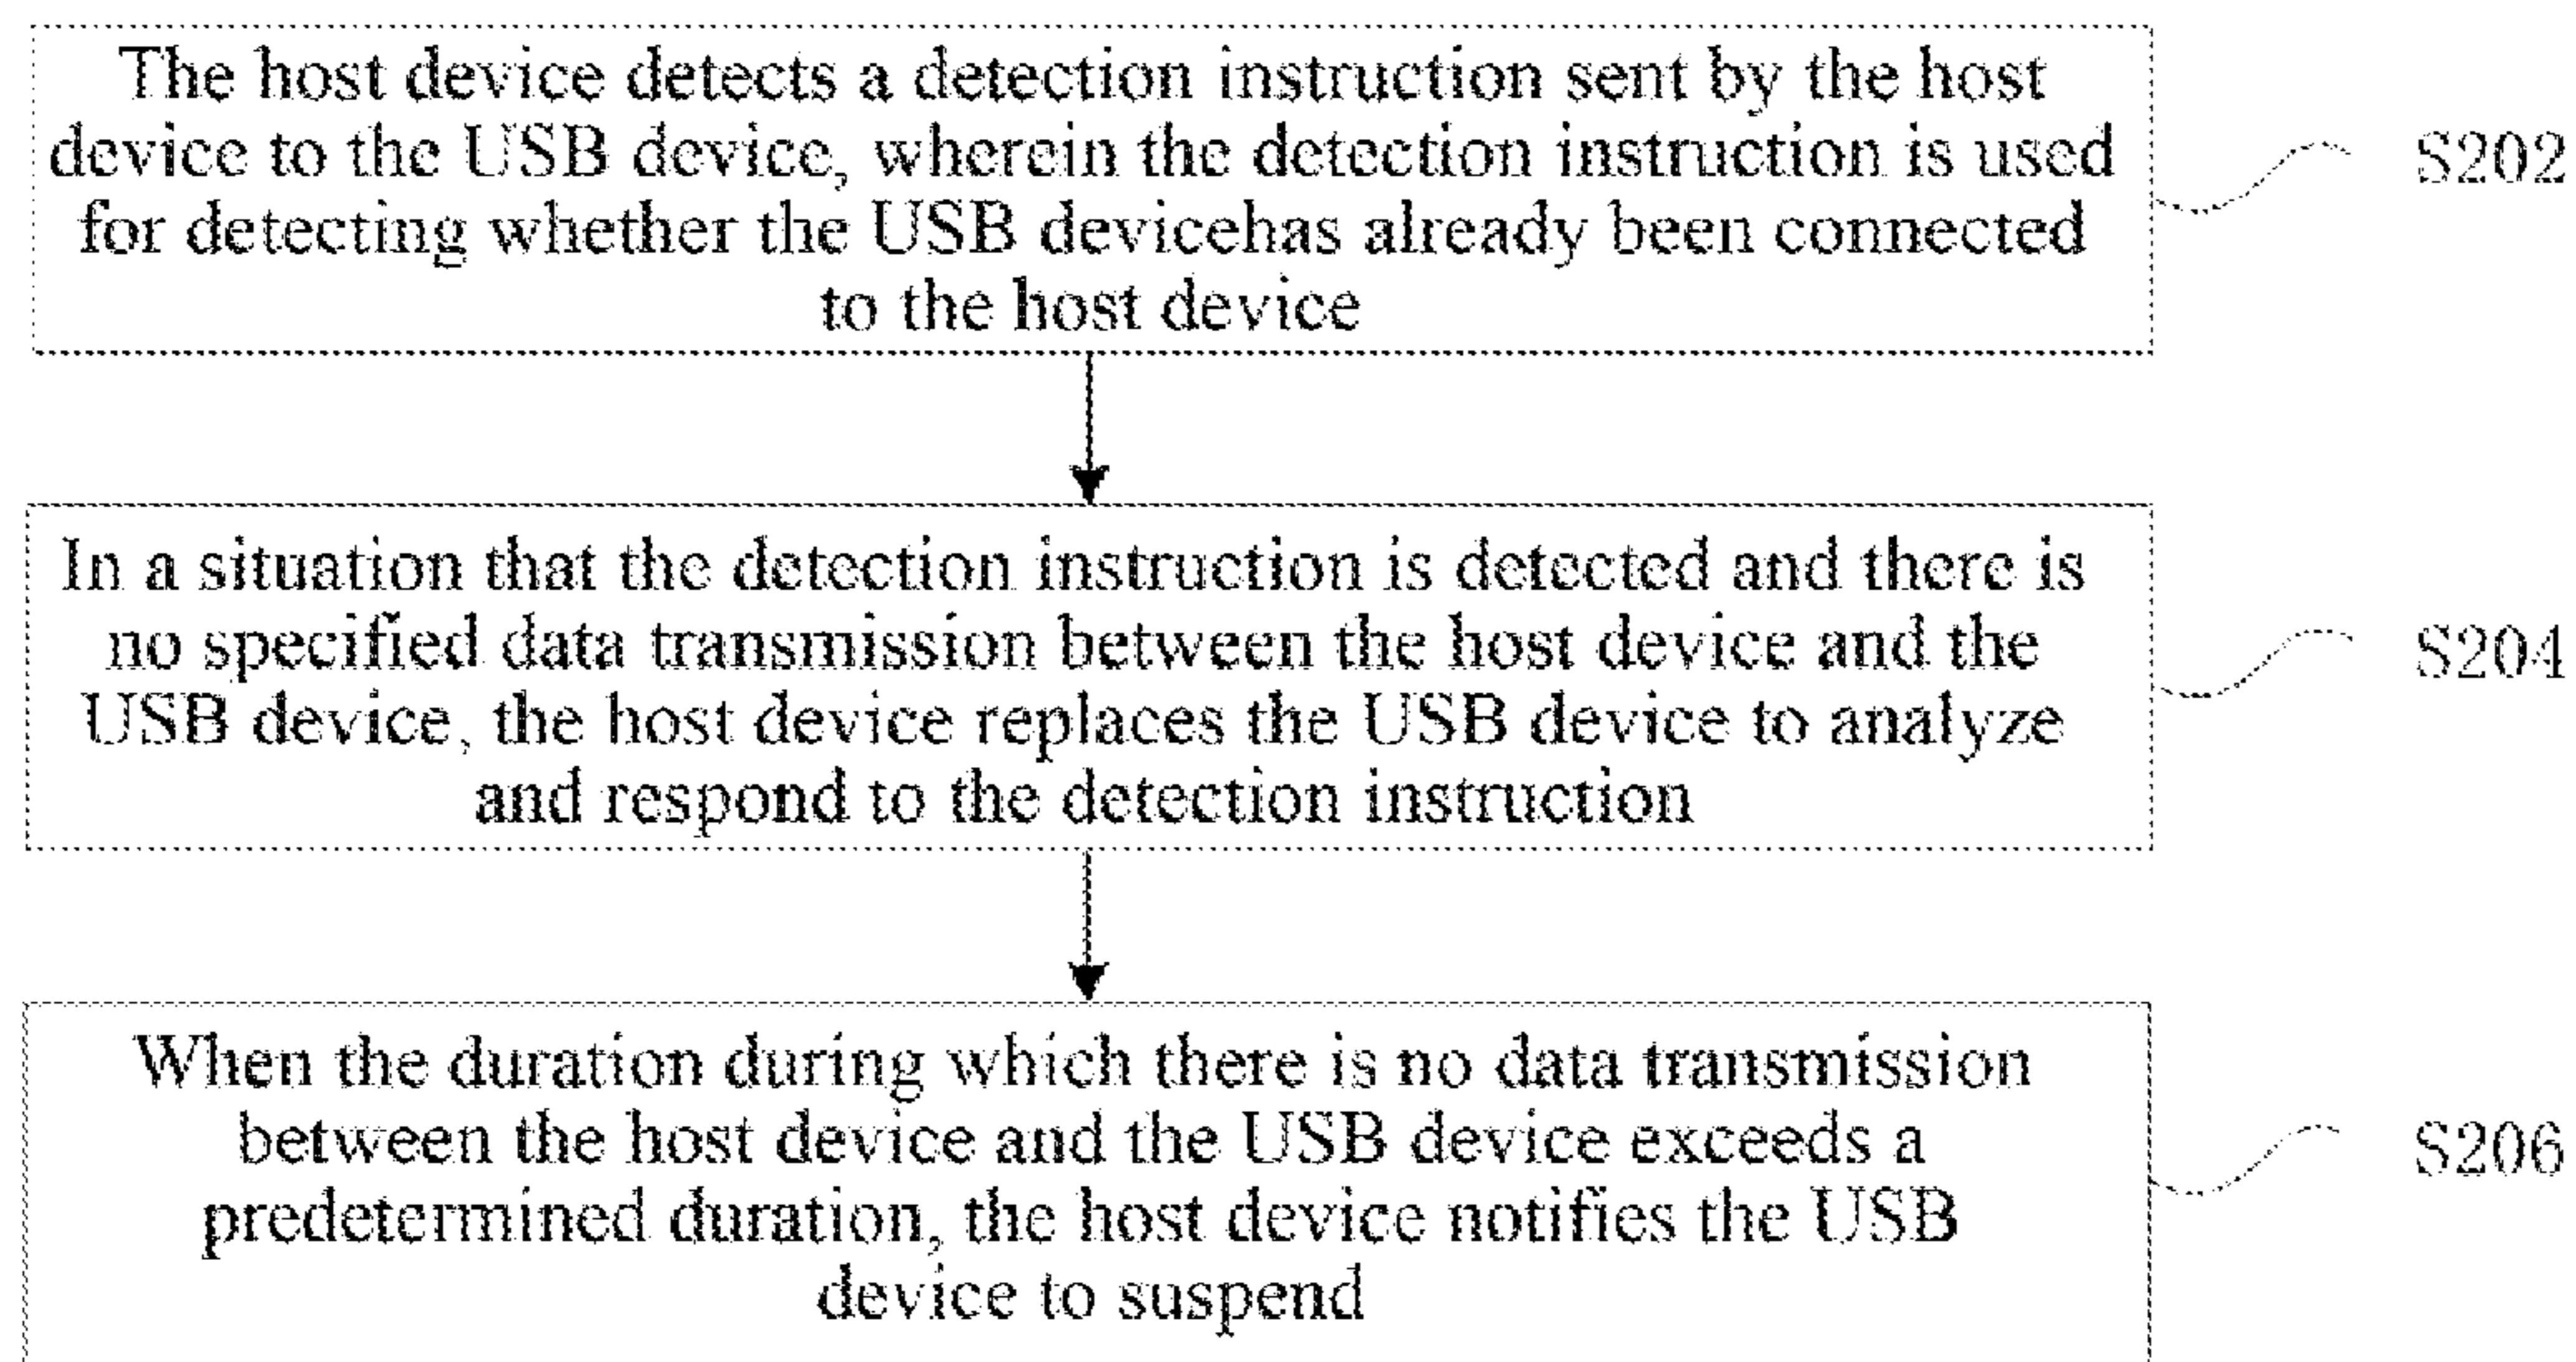 The host device detects a detection instruction sent by the host
device to the USB device, wherein the detection instruction is used
for detecting whether the USB devicehas already been connected
to the host device
S202
In a situation that the detection instruction is detected and there is
no specified data transmission between the host device and the
USB device, the host device replaces the USB device to analyze
and respond to the detection instruction
S204
When the duration during which there is no data transmission
between the host device and the USB device exceeds a
predetermined duration, the host device notifies the USB
device to suspend
S206